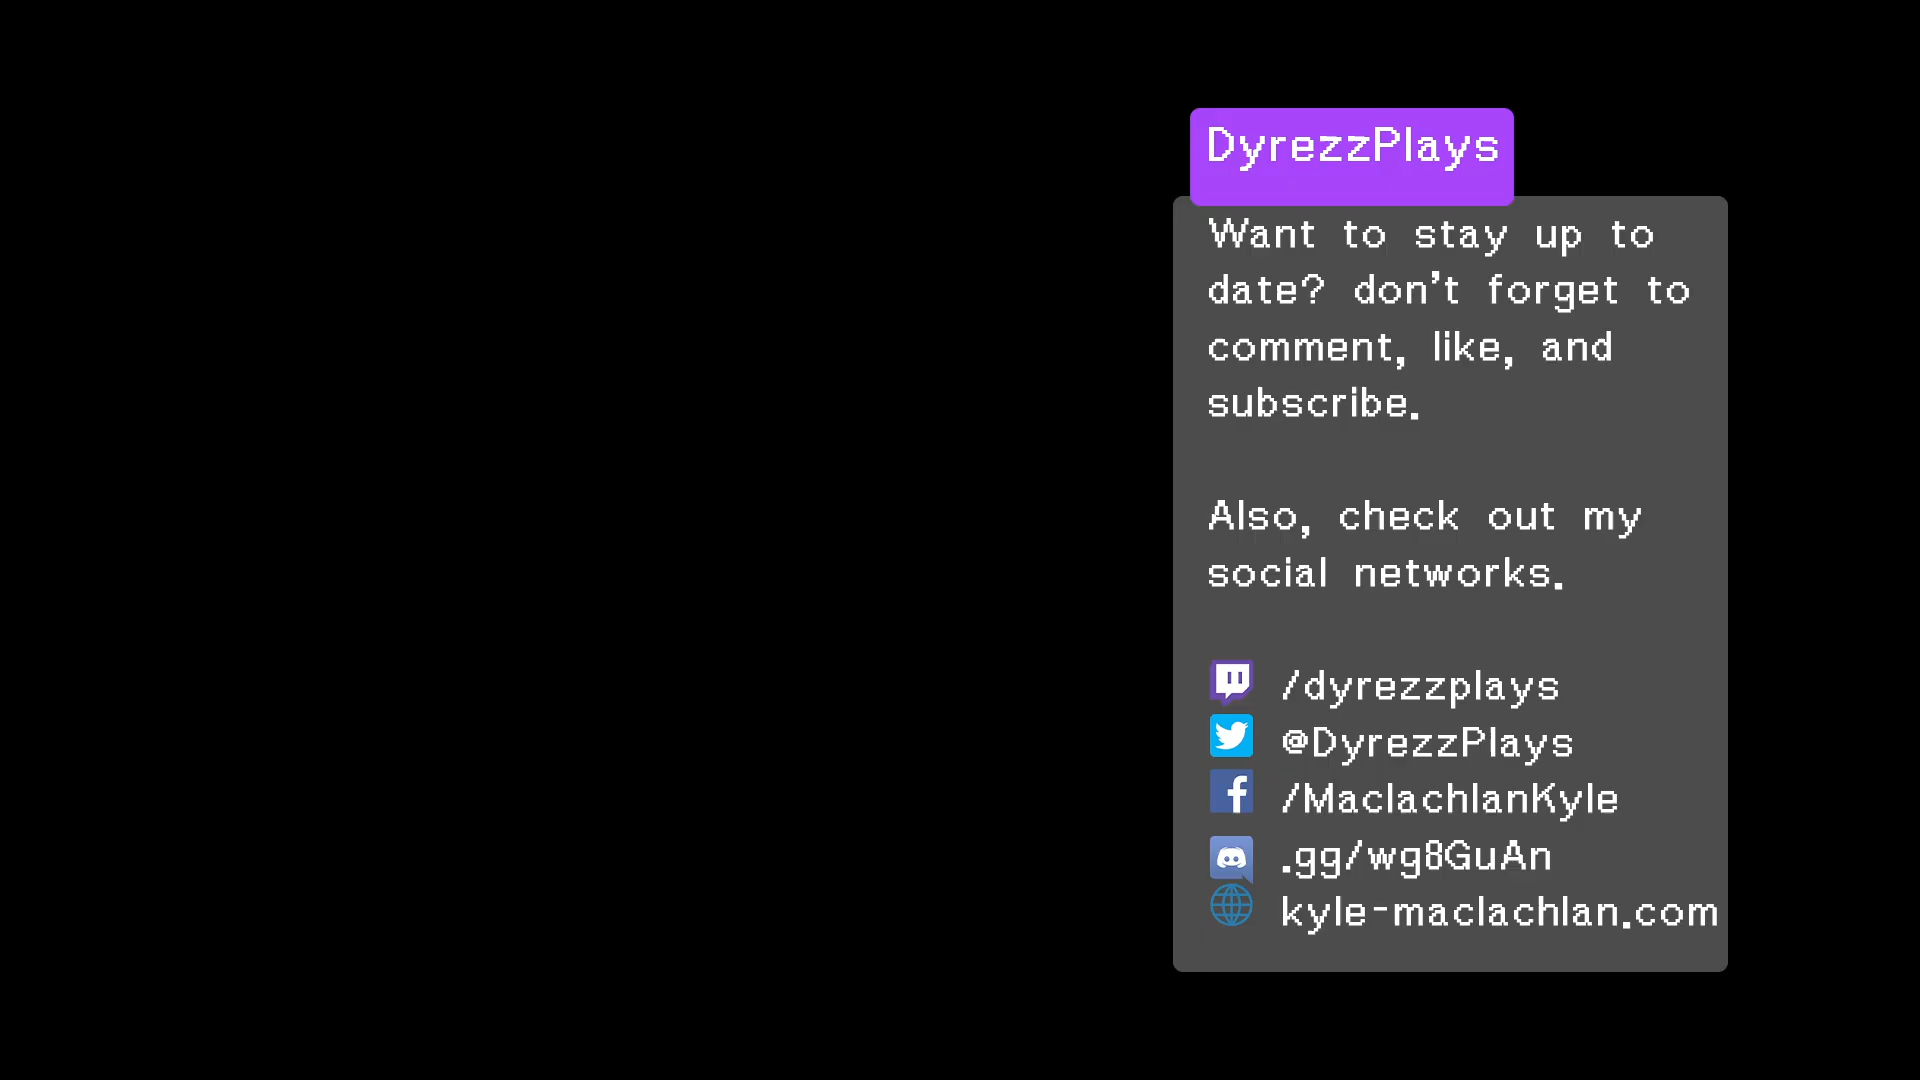 DyrezzPlays
Want to stay up to
date? don't forget to
comment, like, and
subscribe.
Also, check out my
social networks.
/dyrezzplays
@DyrezzPlays
/MaclachlanKyle
.gg/wg8GuAn
kyle-maclachlan.com